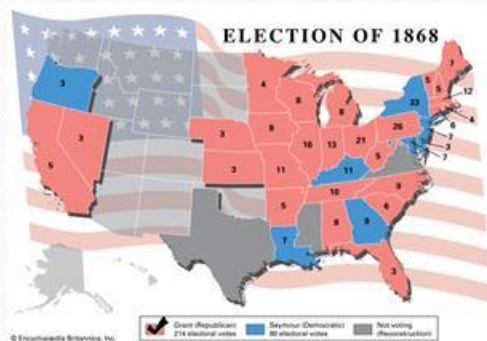 ELECTION OF 1868
7
5 5
3 4 8 8 33 12
4
6
3 8 16 13 21 26 7
3
7
5 3 3 11 11 5
10 9
5 8 9 6
7
3
Grant (Republican)
214 electoral votes
Seymour (Democratic)
80 electoral votes
Not voting
(Reconstruction)
© Encyclopædia Britannica, Inc.